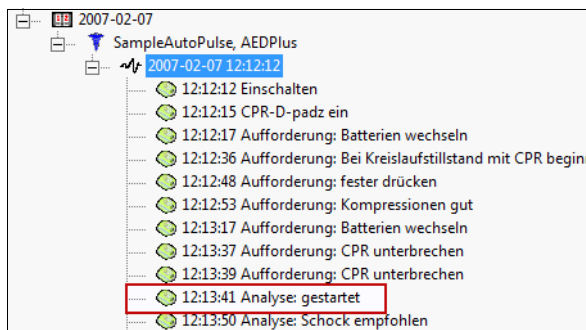 2007-02-07
SampleAutoPulse, AEDPlus
2007-02-07 12:12:12
12:12:12 Einschalten
12:12:15 CPR-D-padz ein
12:12:17 Aufforderung: Batterien wechseln
12:12:36 Aufforderung: Bei Kreislaufstillstand mit CPR begin
12:12:48 Aufforderung: fester drücken
12:12:53 Aufforderung: Kompressionen gut
12:13:17 Aufforderung: Batterien wechseln
12:13:37 Aufforderung: CPR unterbrechen
12:13:39 Aufforderung: CPR unterbrechen
12:13:41 Analyse: gestartet
12:13:50 Analyse: Schock empfohlen